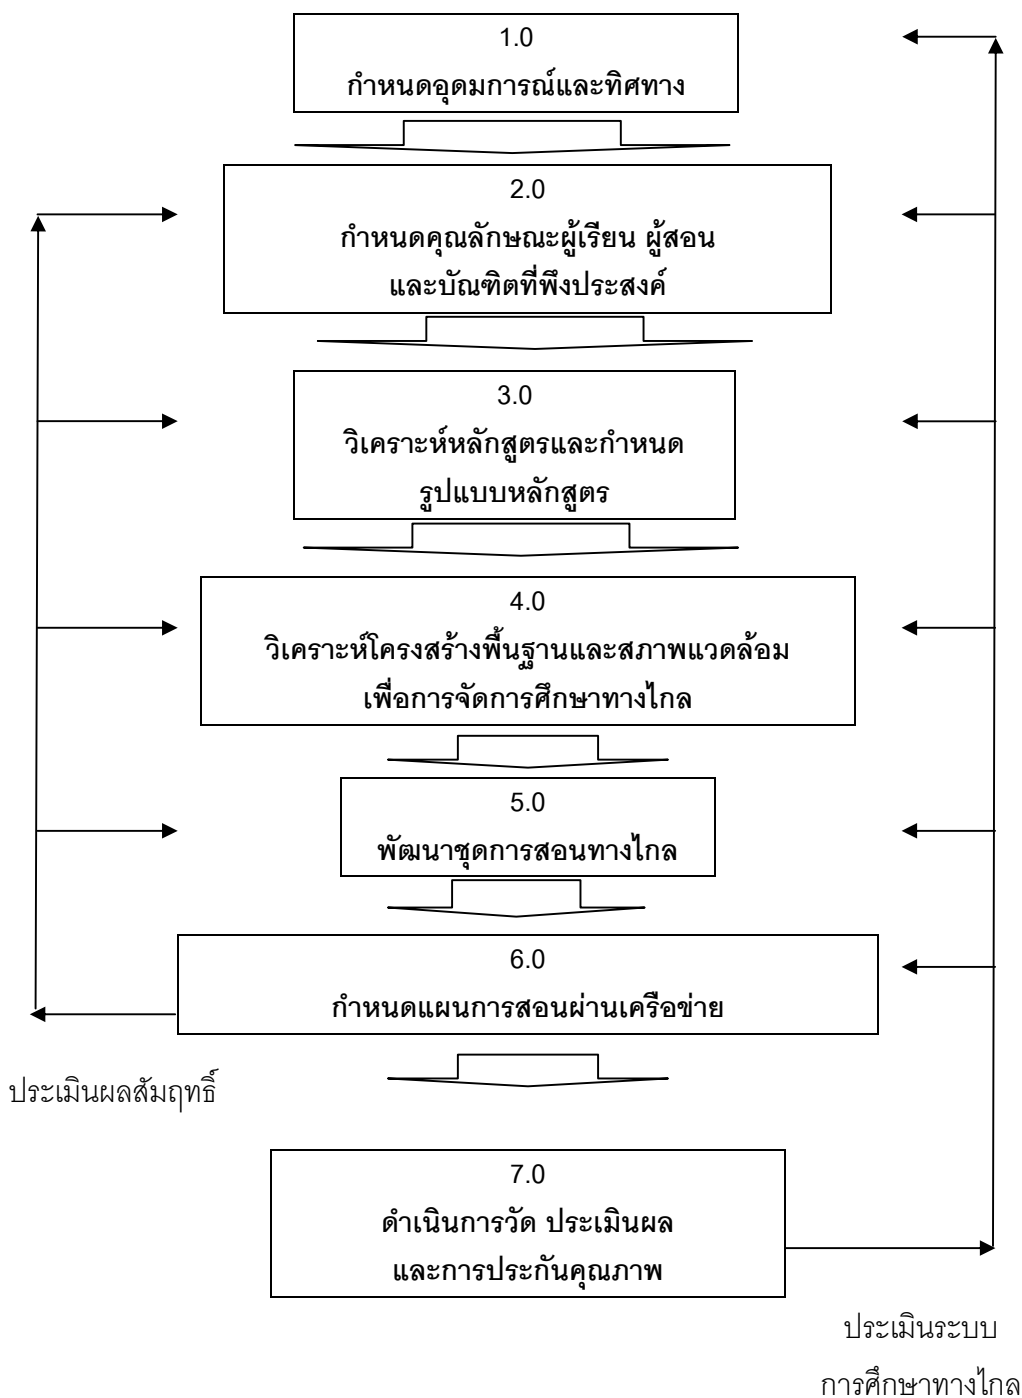 1.0
กำหนดอุดมการณ์และทิศทาง
2.0
กำหนดคุณลักษณะผู้เรียน ผู้สอน
และบัณฑิตที่พึงประสงค์
3.0
วิเคราะห์หลักสูตรและกำหนด
รูปแบบหลักสูตร
4.0
วิเคราะห์โครงสร้างพื้นฐานและสภาพแวดล้อม
เพื่อการจัดการศึกษาทางไกล
5.0
พัฒนาชุดการสอนทางไกล
6.0
กำหนดแผนการสอนผ่านเครือข่าย
ประเมินผลสัมฤทธิ์
7.0
ดำเนินการวัด ประเมินผล
และการประกันคุณภาพ
ประเมินระบบ
การศึกษาทางไกล